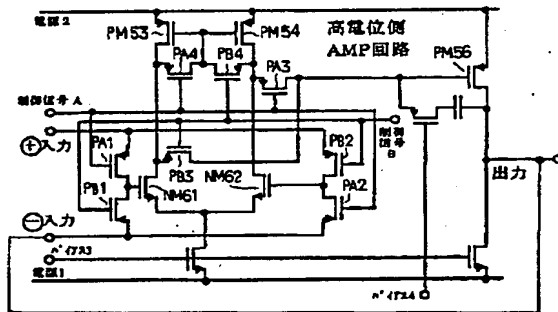 電源2
PM53
PM54
高電位側
AMP回路
PM56
PA4
PB4
PA3
制御信号A
⊕入力
PA1
PB3
PB2
制御信号B
NM61
NM62
PB1
PA2
出力
⊖入力
バイアス3
電源1
バイアス4